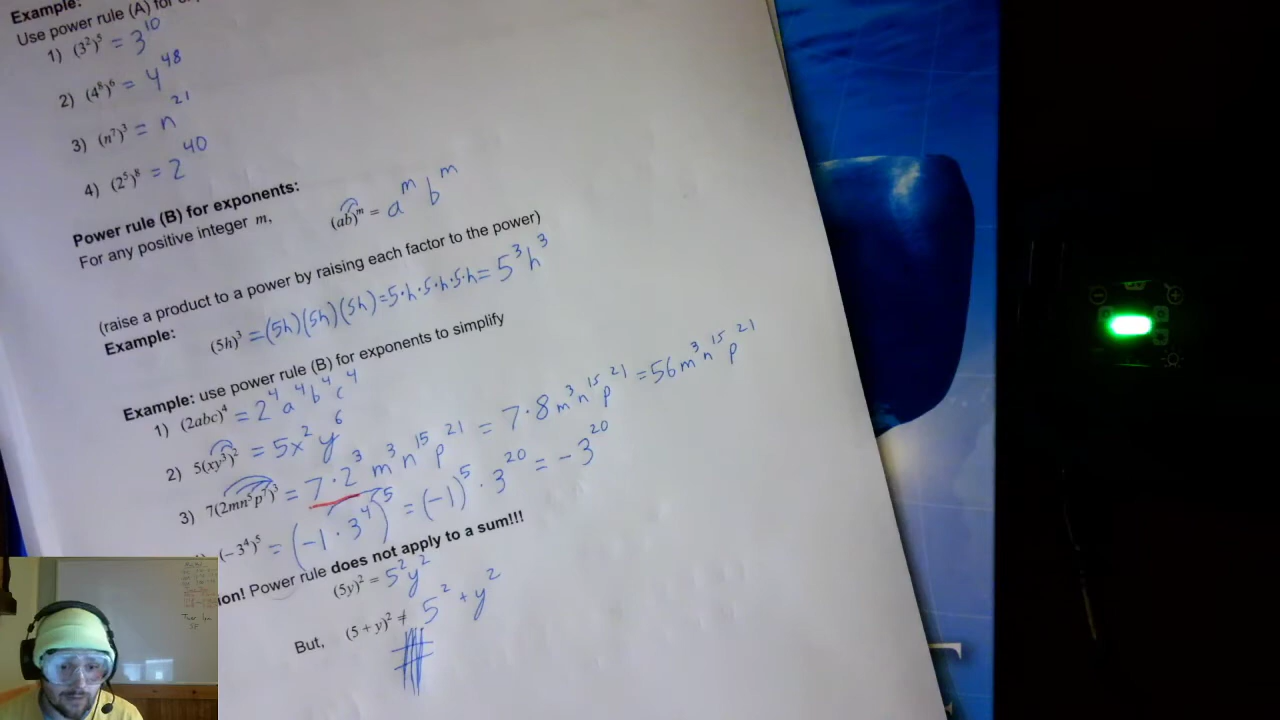 Example:
Use power rule (A) for
1) (3²)⁵ = 3¹⁰
2) (4⁸)⁶ = 4⁴⁸
3) (n⁷)³ = n²¹
4) (2⁵)⁸ = 2⁴⁰
Power rule (B) for exponents:
For any positive integer m, (ab)ᵐ = aᵐ bᵐ
(raise a product to a power by raising each factor to the power)
Example: (5h)³ = (5h)(5h)(5h) = 5·h·5·h·5·h = 5³h³
Example: use power rule (B) for exponents to simplify
1) (2abc)⁴ = 2⁴a⁴b⁴c⁴
2) 5(xy³)² = 5x²y⁶
3) 7(2mn⁵p⁷)³ = 7·2³m³n¹⁵p²¹ = 7·8m³n¹⁵p²¹ = 56m³n¹⁵p²¹
(-3⁴)⁵ = (-1·3⁴)⁵ = (-1)⁵·3²⁰ = -3²⁰
ion! Power rule does not apply to a sum!!!
(5y)² = 5²y²
But, (5 + y)² ≠ 5² + y²